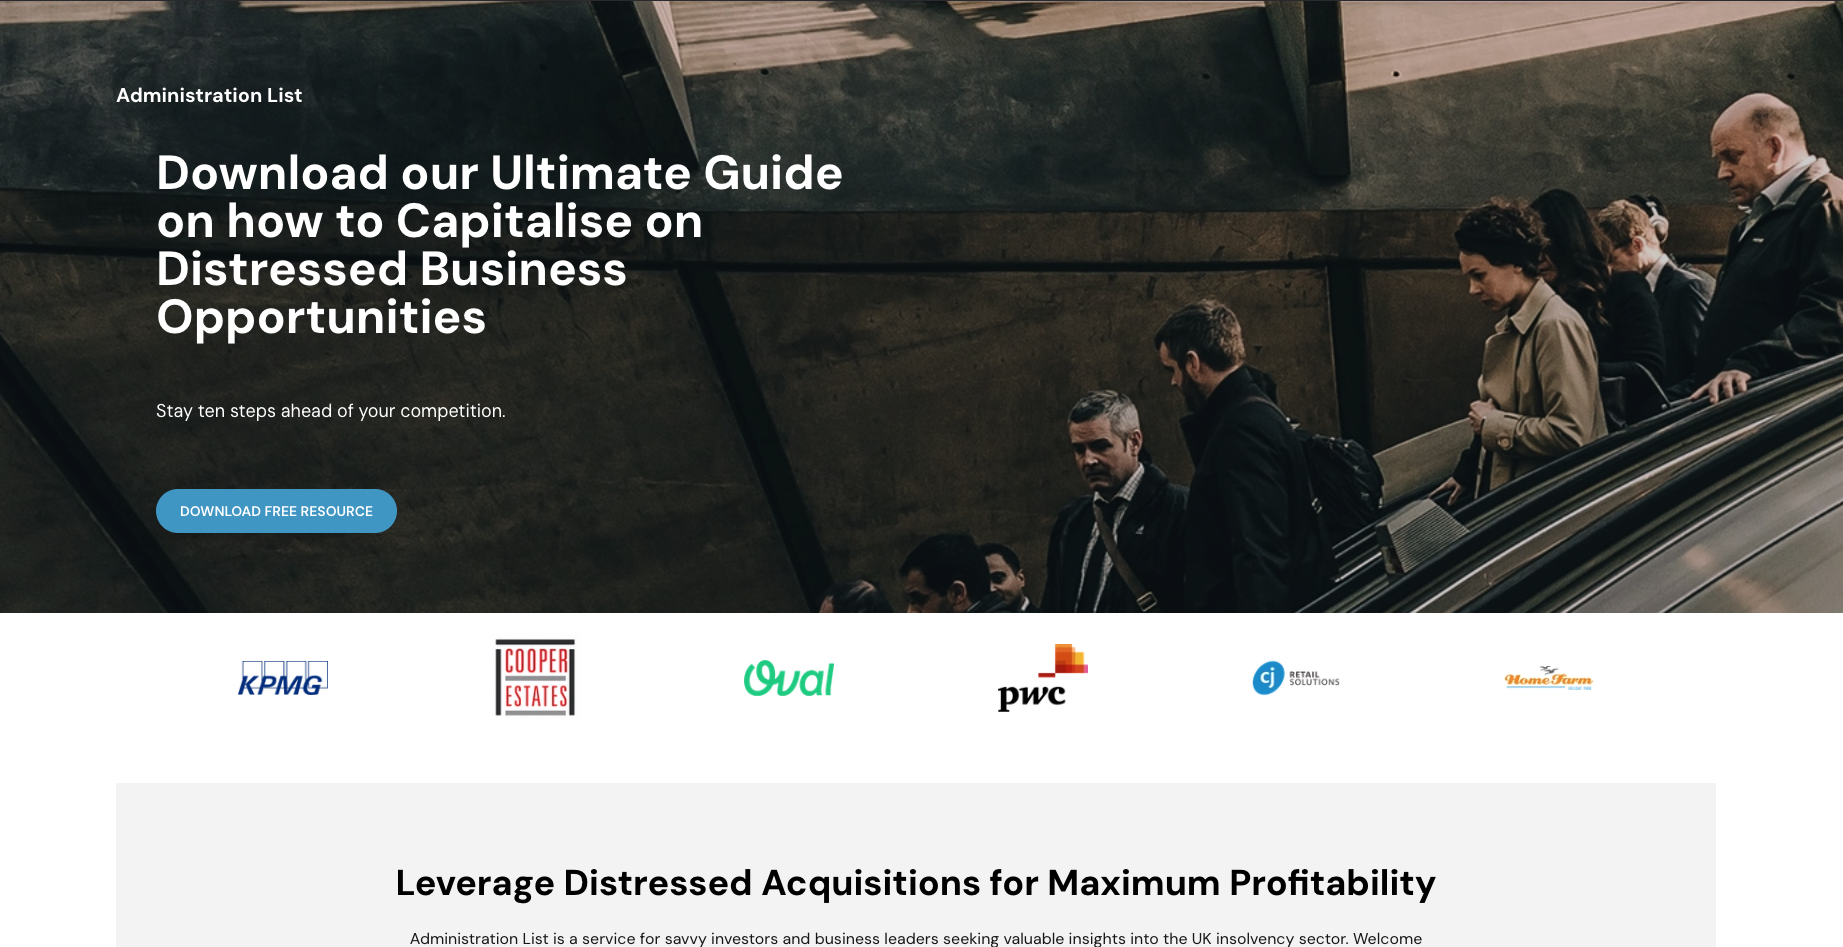 Administration List
Download our Ultimate Guide
on how to Capitalise on
Distressed Business
Opportunities
Stay ten steps ahead of your competition.
DOWNLOAD FREE RESOURCE
KPMG
COOPER
ESTATES
Oval
pwc
cj RETAIL
SOLUTIONS
Home Farm
Leverage Distressed Acquisitions for Maximum Profitability
Administration List is a service for savvy investors and business leaders seeking valuable insights into the UK insolvency sector. Welcome